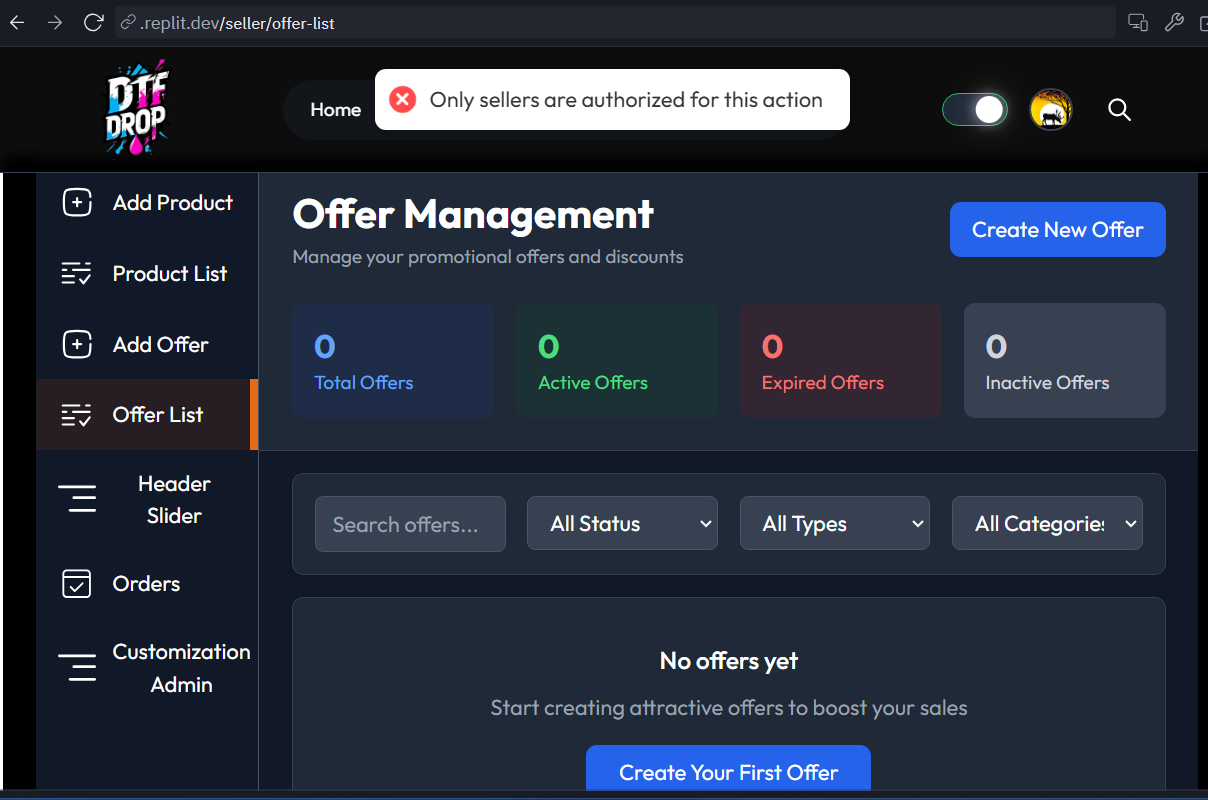 .replit.dev/seller/offer-list
DTF
DROP
Home
Only sellers are authorized for this action
Add Product
Product List
Add Offer
Offer List
Header
Slider
Orders
Customization
Admin
Offer Management
Manage your promotional offers and discounts
Create New Offer
0
Total Offers
0
Active Offers
0
Expired Offers
0
Inactive Offers
Search offers...
All Status
All Types
All Categories
No offers yet
Start creating attractive offers to boost your sales
Create Your First Offer